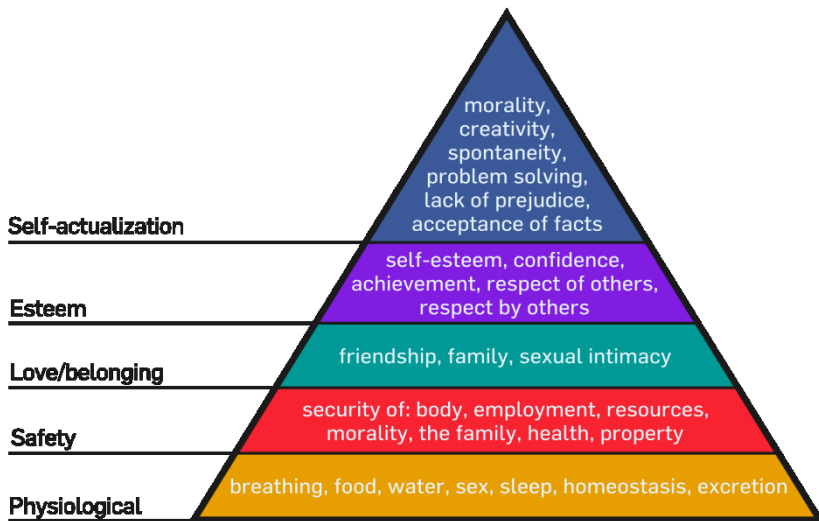 morality,
creativity,
spontaneity,
problem solving,
lack of prejudice,
acceptance of facts
Self-actualization
self-esteem, confidence,
achievement, respect of others,
respect by others
Esteem
friendship, family, sexual intimacy
Love/belonging
security of: body, employment, resources,
morality, the family, health, property
Safety
breathing, food, water, sex, sleep, homeostasis, excretion
Physiological